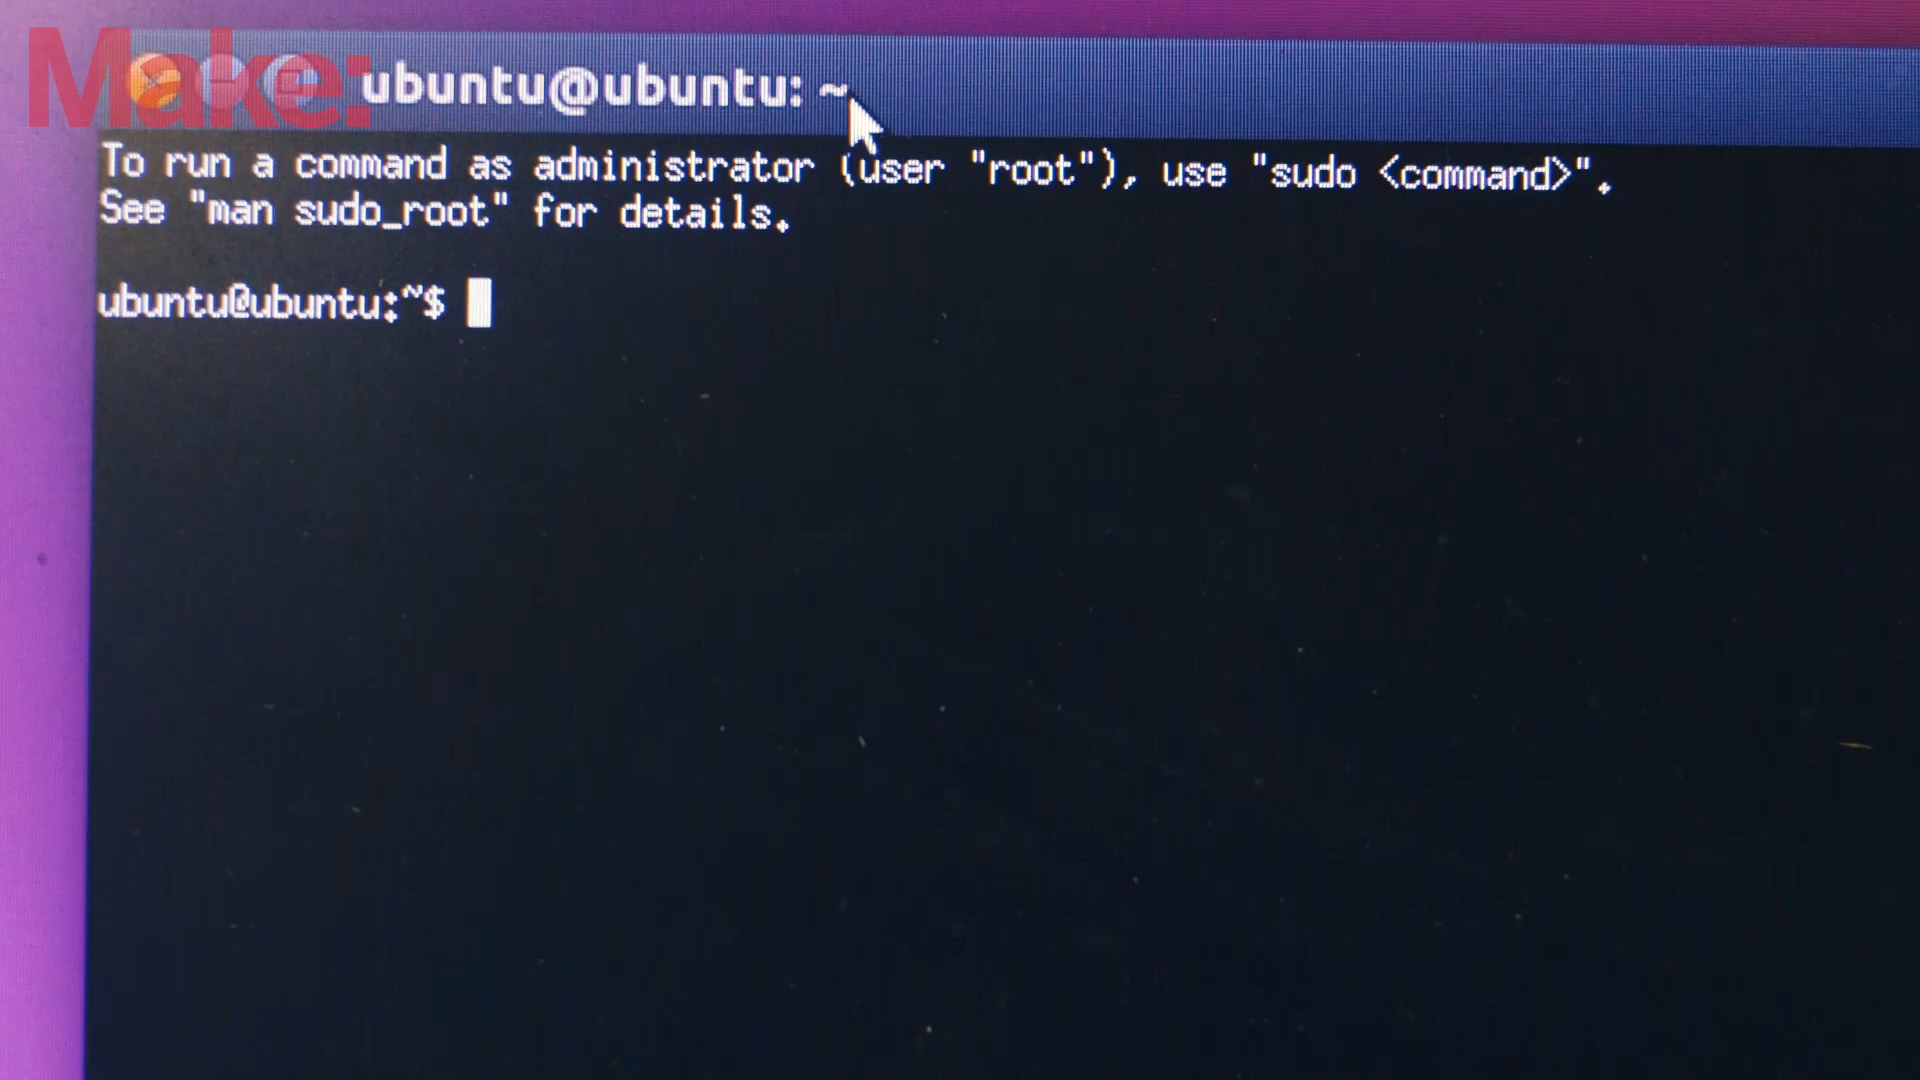 Make:
ubuntu@ubuntu: ~
To run a command as administrator (user "root"), use "sudo <command>".
See "man sudo_root" for details.
ubuntu@ubuntu:~$